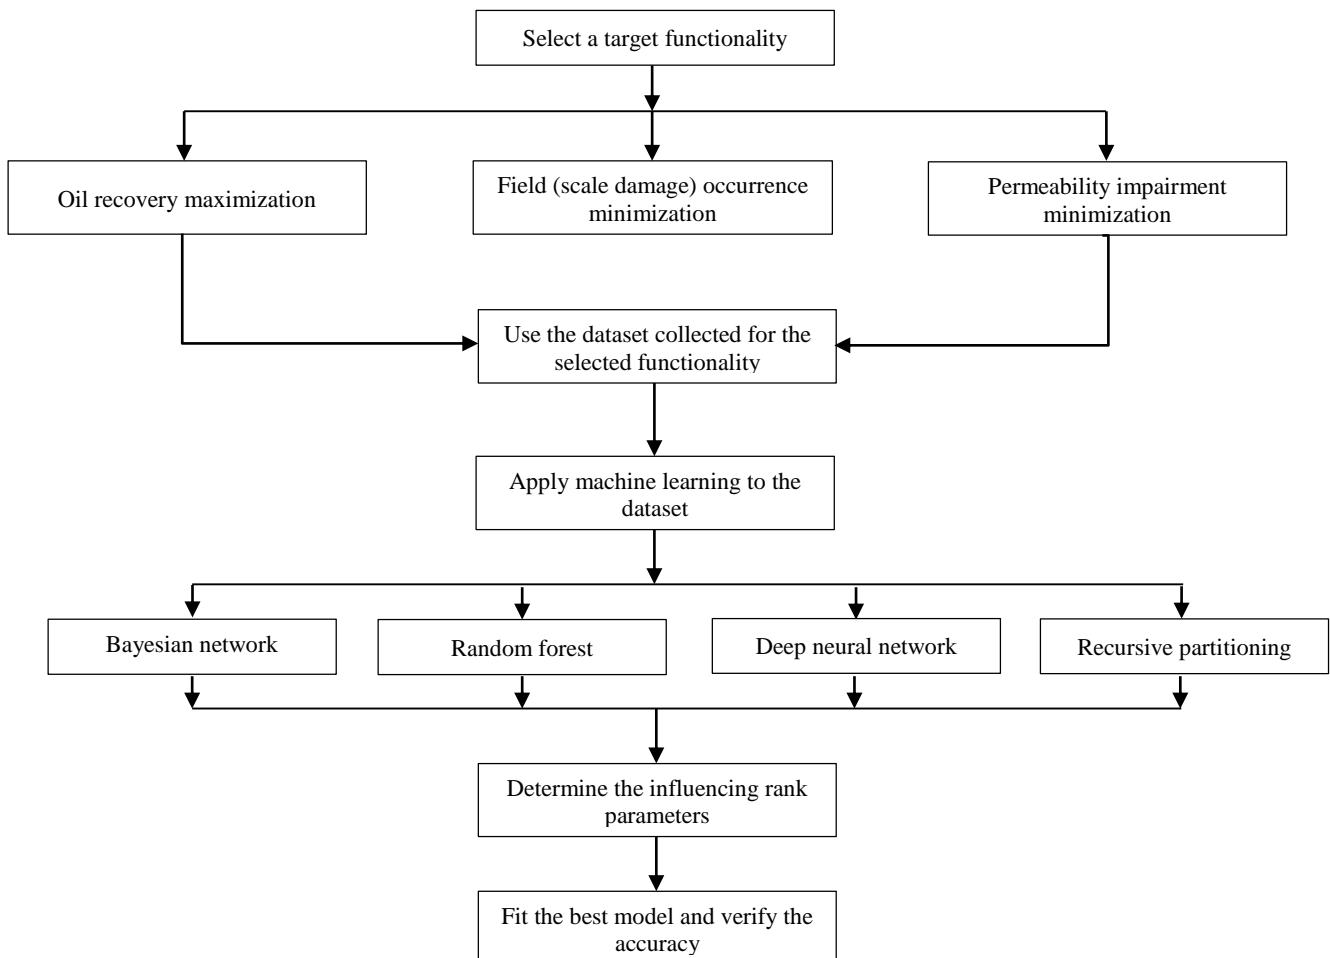 Select a target functionality
Oil recovery maximization
Field (scale damage) occurrence
minimization
Permeability impairment
minimization
Use the dataset collected for the
selected functionality
Apply machine learning to the
dataset
Bayesian network
Random forest
Deep neural network
Recursive partitioning
Determine the influencing rank
parameters
Fit the best model and verify the
accuracy